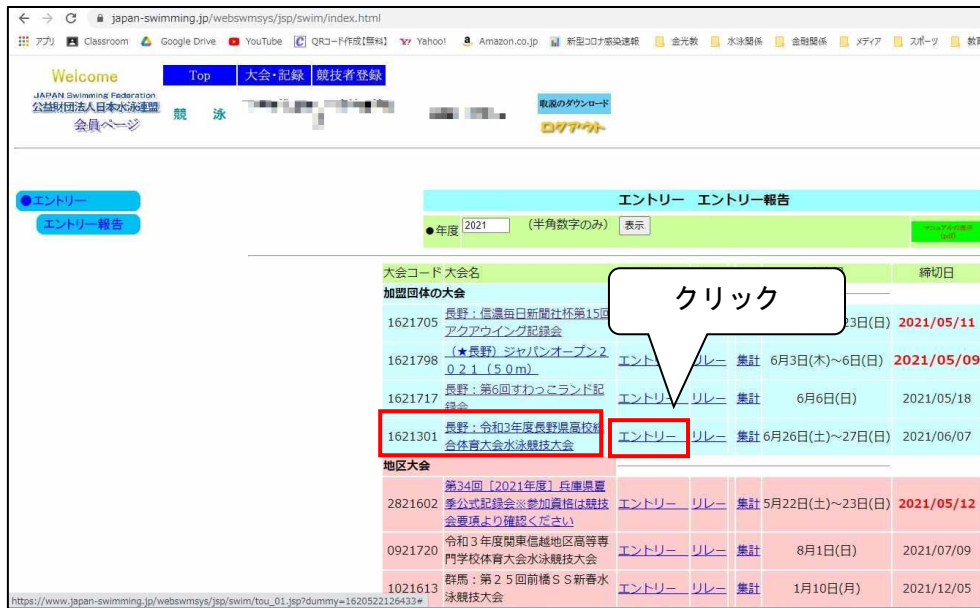 japan-swimming.jp/webswmsys/jsp/swim/index.html
アプリ Classroom Google Drive YouTube QRコード作成【無料】 Yahoo! Amazon.co.jp 新型コロナ感染速報 金光教 水泳関係 金融関係 メディア スポーツ 教育
Welcome Top 大会・記録 競技者登録
JAPAN Swimming Federation
公益財団法人日本水泳連盟
会員ページ
競 泳
取説のダウンロード
ログアウト
●エントリー
エントリー報告
エントリー エントリー報告
●年度 2021 (半角数字のみ) 表示
マニュアルの表示
(pdf)
大会コード 大会名 締切日
クリック
加盟団体の大会
1621705 長野：信濃毎日新聞社杯第15回 23日(日) 2021/05/11
アクアウイング記録会
1621798 （★長野）ジャパンオープン２ エントリー リレー 集計 6月3日(木)～6日(日) 2021/05/09
０２１（５０ｍ）
1621717 長野：第6回すわっこランド記 エントリー リレー 集計 6月6日(日) 2021/05/18
録会
1621301 長野：令和3年度長野県高校総 エントリー リレー 集計 6月26日(土)～27日(日) 2021/06/07
合体育大会水泳競技大会
地区大会
第34回［2021年度］兵庫県夏
2821602 季公式記録会※参加資格は競技 エントリー リレー 集計 5月22日(土)～23日(日) 2021/05/12
会要項より確認ください
0921720 令和３年度関東信越地区高等専 エントリー リレー 集計 8月1日(日) 2021/07/09
門学校体育大会水泳競技大会
1021613 群馬：第２５回前橋ＳＳ新春水 エントリー リレー 集計 1月10日(月) 2021/12/05
泳競技大会
https://www.japan-swimming.jp/webswmsys/jsp/swim/tou_01.jsp?dummy=1620522126433#